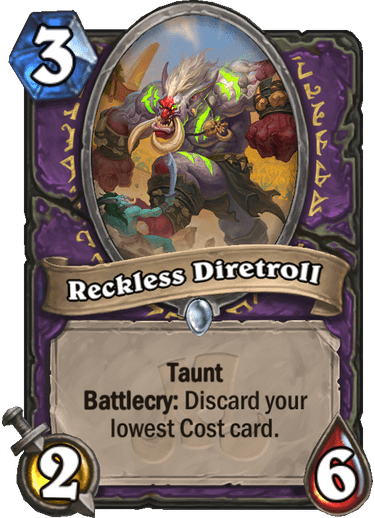 3
Reckless Diretroll
Taunt
Battlecry: Discard your
lowest Cost card.
2
6